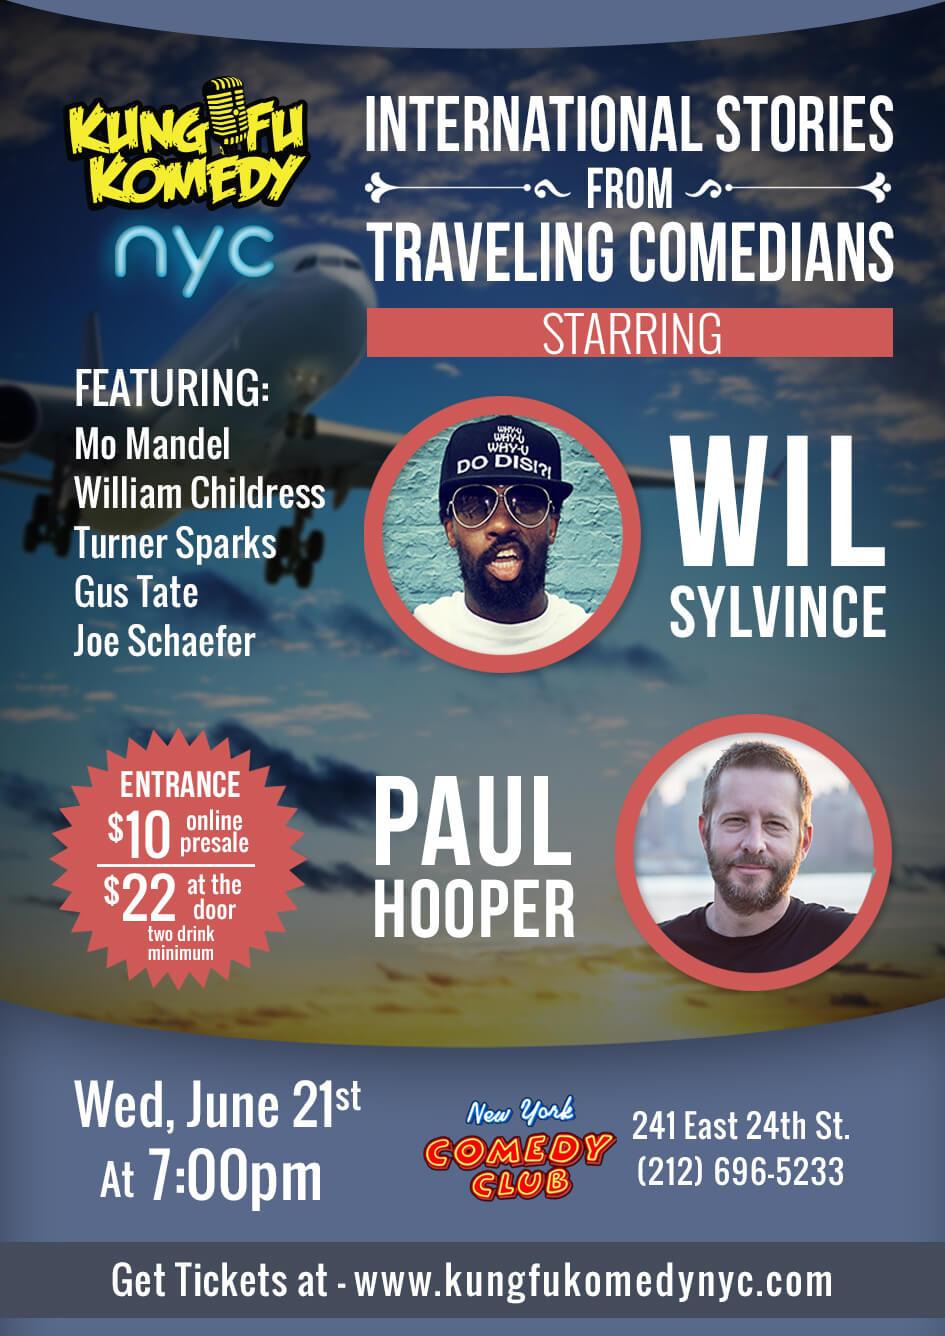 KUNG FU
KOMEDY
nyc
INTERNATIONAL STORIES
FROM
TRAVELING COMEDIANS
STARRING
FEATURING:
Mo Mandel
William Childress
Turner Sparks
Gus Tate
Joe Schaefer
WHY-U
WHY-U
WHY-U
DO DIS!?!
WIL
SYLVINCE
ENTRANCE
$10 online presale
$22 at the door
two drink
minimum
PAUL
HOOPER
Wed, June 21st
At 7:00pm
New York
COMEDY
CLUB
241 East 24th St.
(212) 696-5233
Get Tickets at - www.kungfukomedynyc.com